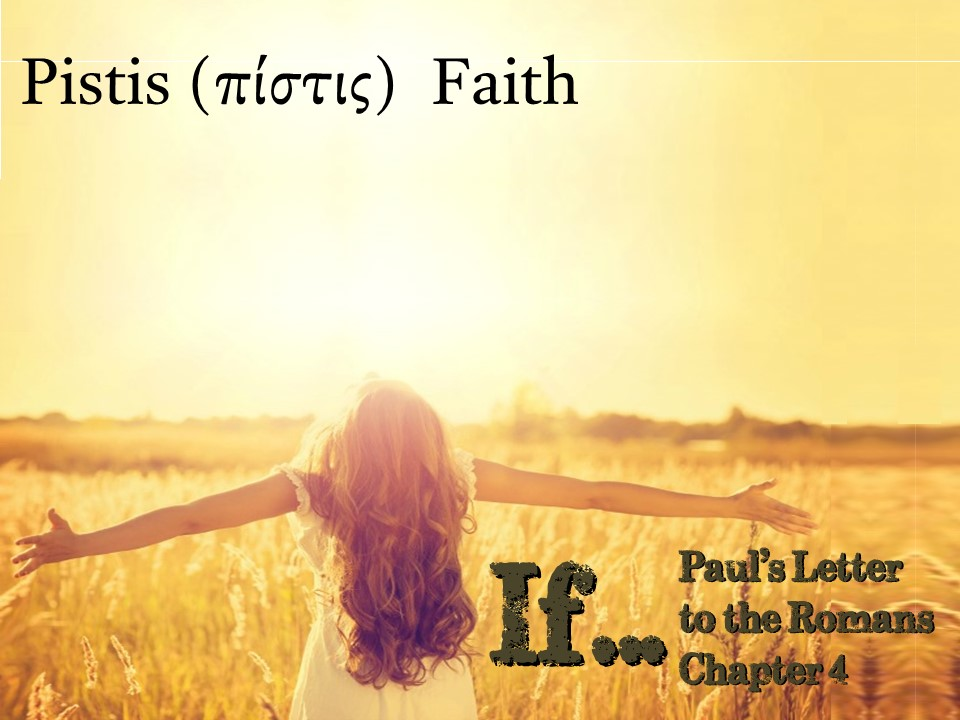 Pistis (πίστις) Faith
If...
Paul's Letter
to the Romans
Chapter 4